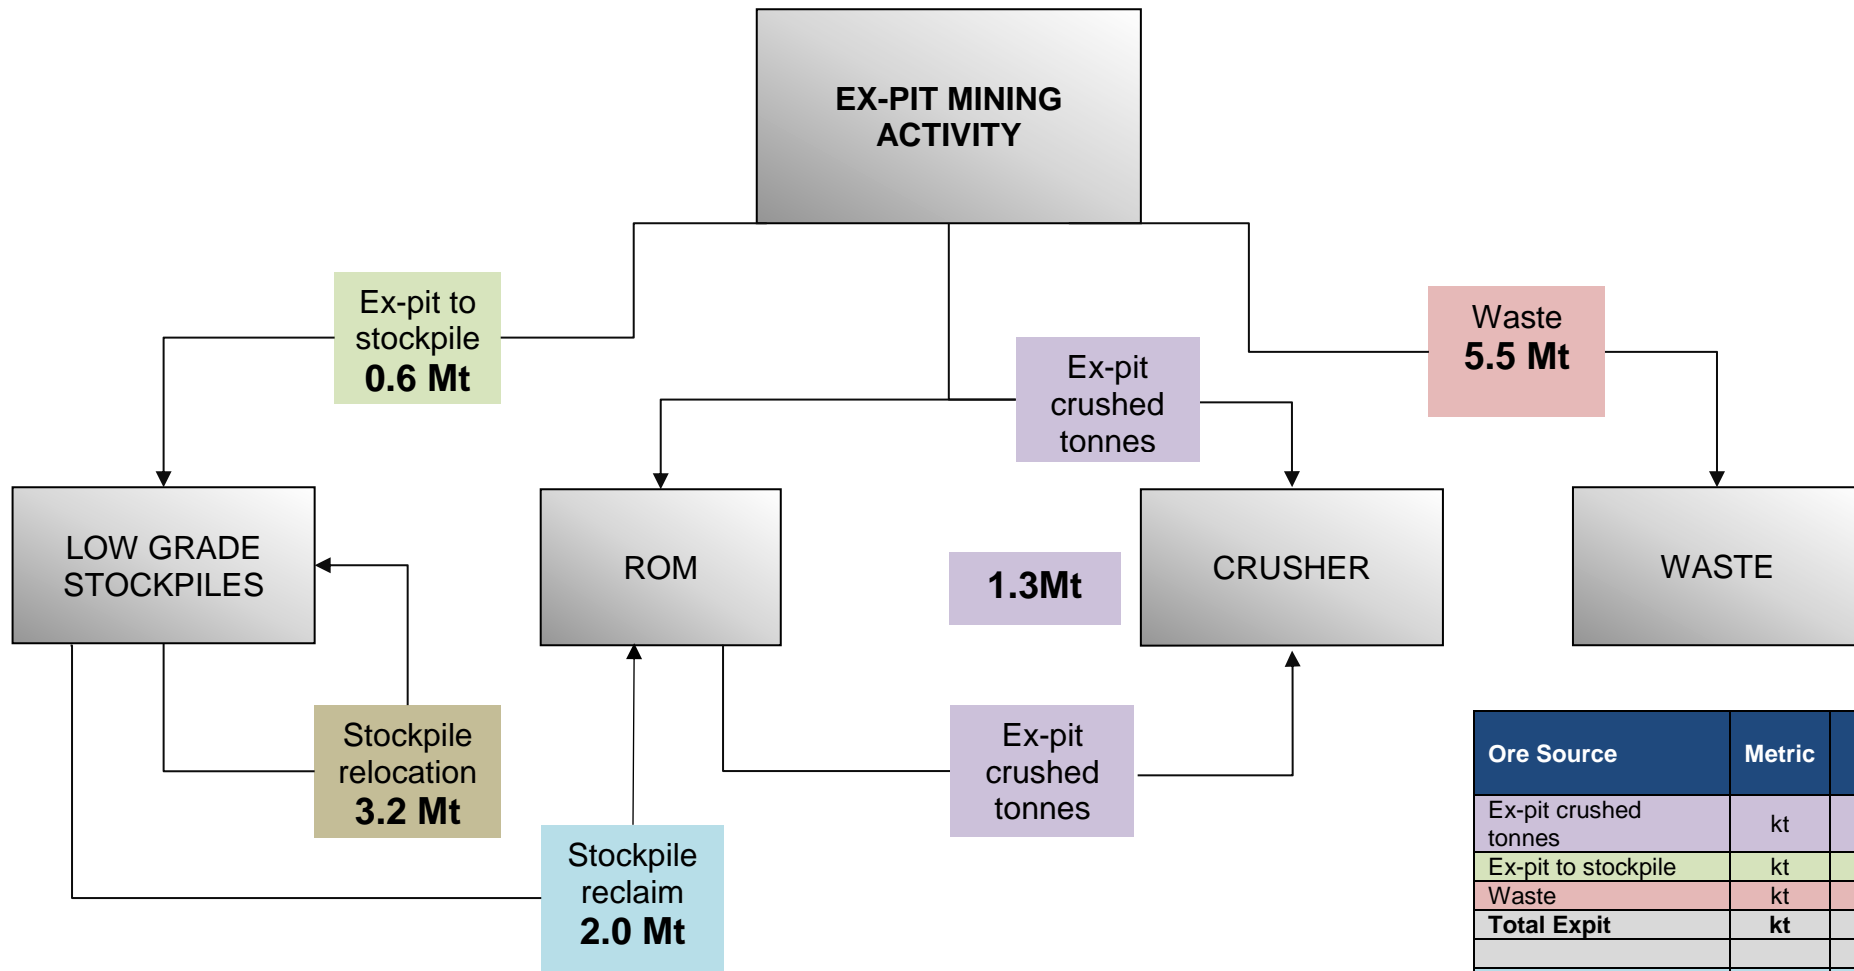 EX-PIT MINING
ACTIVITY
Ex-pit to
stockpile
0.6 Mt
Waste
5.5 Mt
Ex-pit
crushed
tonnes
LOW GRADE
STOCKPILES
ROM
1.3Mt
CRUSHER
WASTE
Stockpile
relocation
3.2 Mt
Ex-pit
crushed
tonnes
Stockpile
reclaim
2.0 Mt
Ore Source Metric
Ex-pit crushed
tonnes kt
Ex-pit to stockpile kt
Waste kt
Total Expit kt